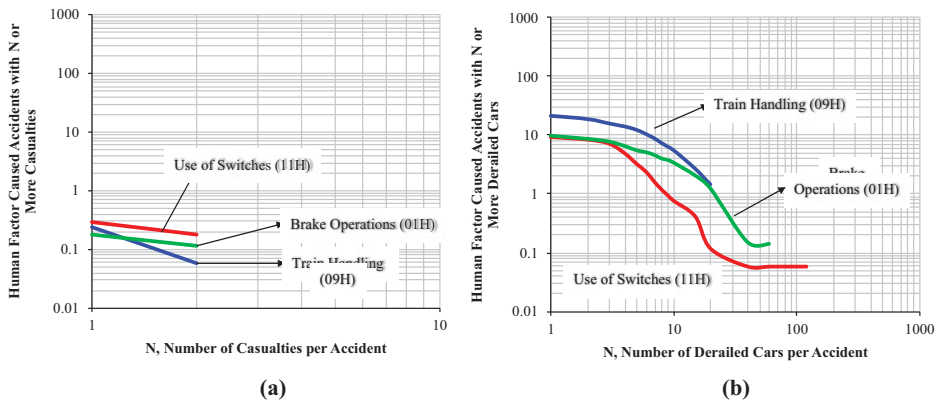 Human Factor Caused Accidents with N or
More Casualties
1000
100
10
1
0.1
0.01
Use of Switches (11H)
Brake Operations (01H)
Train Handling
(09H)
1
10
N, Number of Casualties per Accident
(a)
Human Factor Caused Accidents with N or
More Derailed Cars
1000
100
10
1
0.1
0.01
Train Handling (09H)
Brake
Operations (01H)
Use of Switches (11H)
1
10
100
1000
N, Number of Derailed Cars per Accident
(b)